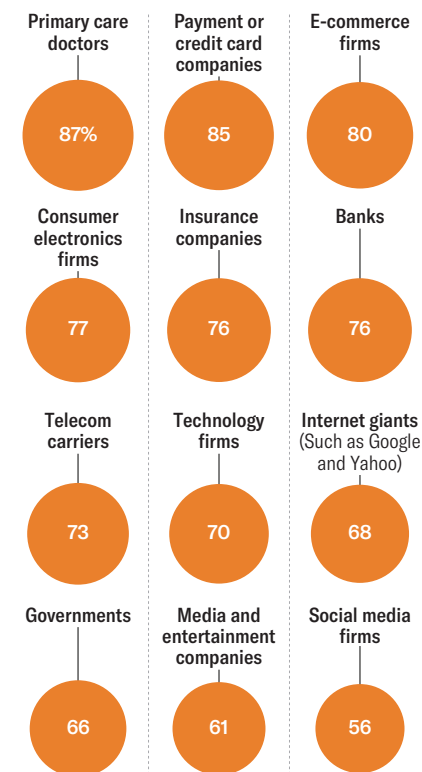 Primary care
doctors
87%
Payment or
credit card
companies
85
E-commerce
firms
80
Consumer
electronics
firms
77
Insurance
companies
76
Banks
76
Telecom
carriers
73
Technology
firms
70
Internet giants
(Such as Google
and Yahoo)
68
Governments
66
Media and
entertainment
companies
61
Social media
firms
56